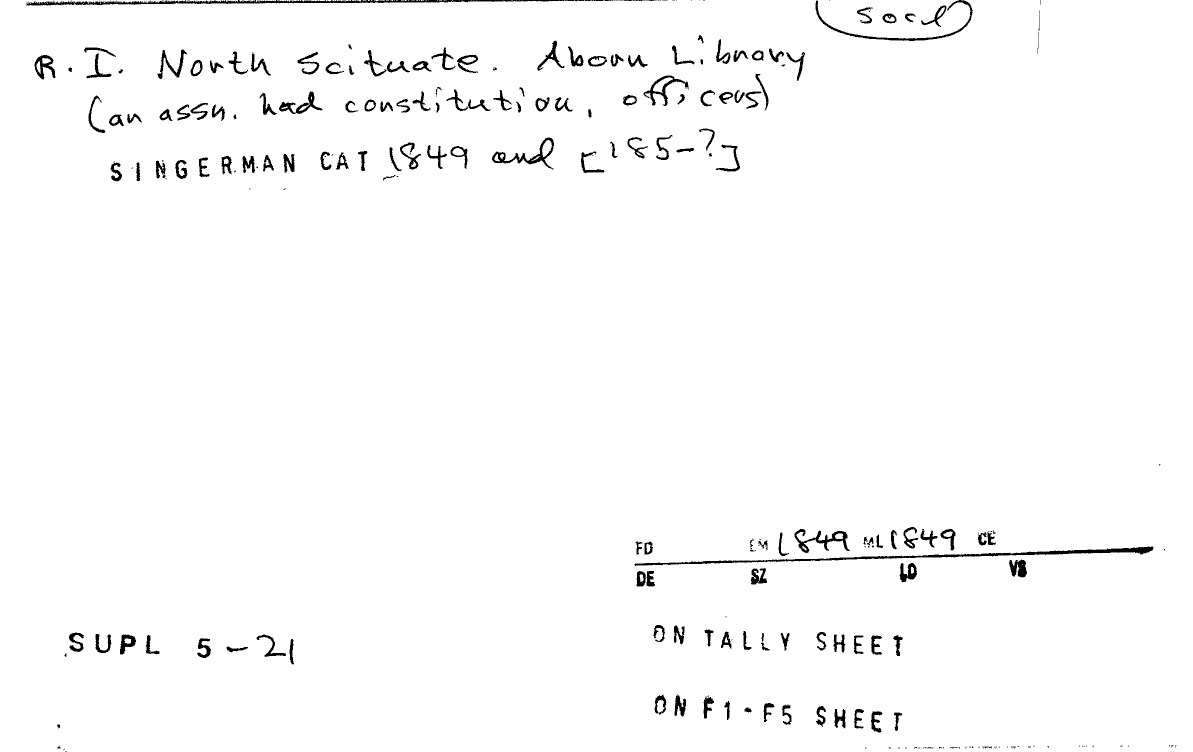 socl
R. I. North Scituate. Aborn Library
(an assn. had constitution, officers)
SINGERMAN CAT 1849 and [185-?]
FD EM 1849 ML 1849 CE
DE SZ LD VS
SUPL 5-21
ON TALLY SHEET
ON F1-F5 SHEET